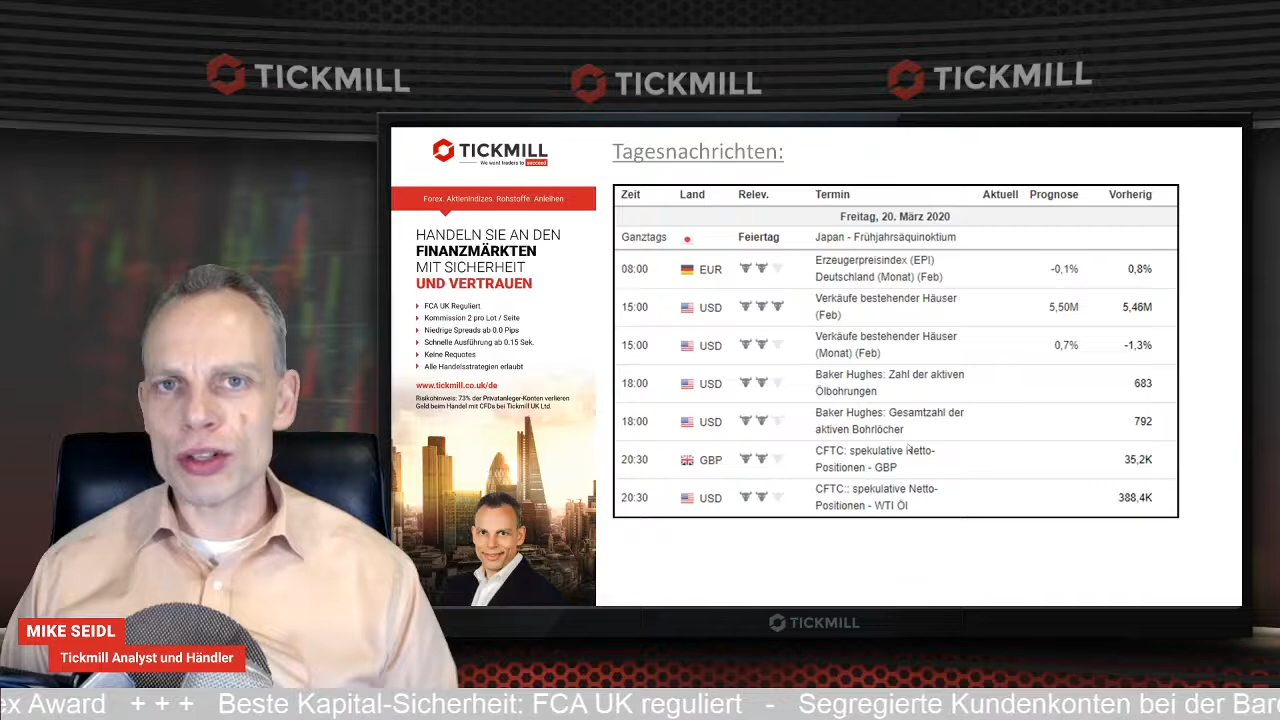 TICKMILL
TICKMILL
TICKMILL
TICKMILL
We want traders to succeed
Forex. Aktienindizes. Rohstoffe. Anleihen.
HANDELN SIE AN DEN
FINANZMÄRKTEN
MIT SICHERHEIT
UND VERTRAUEN
FCA UK Reguliert
Kommission 2 pro Lot / Seite
Niedrige Spreads ab 0.0 Pips
Schnelle Ausführung ab 0.15 Sek.
Keine Requotes
Alle Handelsstrategien erlaubt
www.tickmill.co.uk/de
Risikohinweis: 73% der Privatanleger-Konten verlieren
Geld beim Handel mit CFDs bei Tickmill UK Ltd.
Tagesnachrichten:
Zeit Land Relev. Termin Aktuell Prognose Vorherig
Freitag, 20. März 2020
Ganztags Feiertag Japan - Frühjahrsäquinoktium
08:00 EUR Erzeugerpreisindex (EPI)
Deutschland (Monat) (Feb) -0,1% 0,8%
15:00 USD Verkäufe bestehender Häuser
(Feb) 5,50M 5,46M
15:00 USD Verkäufe bestehender Häuser
(Monat) (Feb) 0,7% -1,3%
18:00 USD Baker Hughes: Zahl der aktiven
Ölbohrungen 683
18:00 USD Baker Hughes: Gesamtzahl der
aktiven Bohrlöcher 792
20:30 GBP CFTC: spekulative Netto-
Positionen - GBP 35,2K
20:30 USD CFTC:: spekulative Netto-
Positionen - WTI Öl 388,4K
TICKMILL
MIKE SEIDL
Tickmill Analyst und Händler
ex Award + + + Beste Kapital-Sicherheit: FCA UK reguliert - Segregierte Kundenkonten bei der Bar